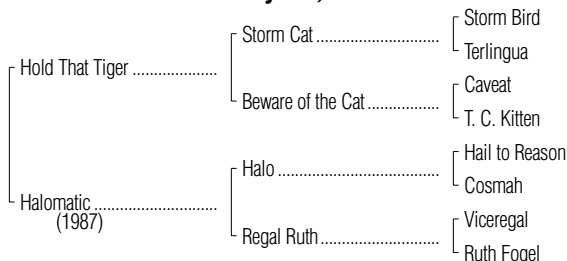 Storm Bird
Storm Cat ........................................
Terlingua
Hold That Tiger .....................
Caveat
Beware of the Cat ........................
T. C. Kitten
Hail to Reason
Halo ..................................................
Cosmah
Halomatic ...............................
(1987)
Viceregal
Regal Ruth .....................................
Ruth Fogel